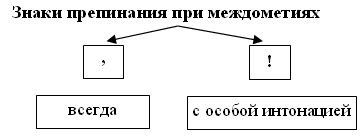 Знаки препинания при междометиях
, !
всегда с особой интонацией